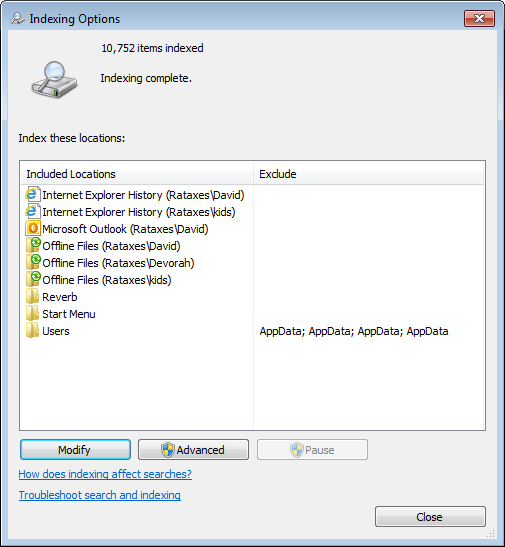 Indexing Options
10,752 items indexed
Indexing complete.
Index these locations:
Included Locations Exclude
Internet Explorer History (Rataxes\David)
Internet Explorer History (Rataxes\kids)
Microsoft Outlook (Rataxes\David)
Offline Files (Rataxes\David)
Offline Files (Rataxes\Devorah)
Offline Files (Rataxes\kids)
Reverb
Start Menu
Users AppData; AppData; AppData; AppData
Modify Advanced Pause
How does indexing affect searches?
Troubleshoot search and indexing
Close